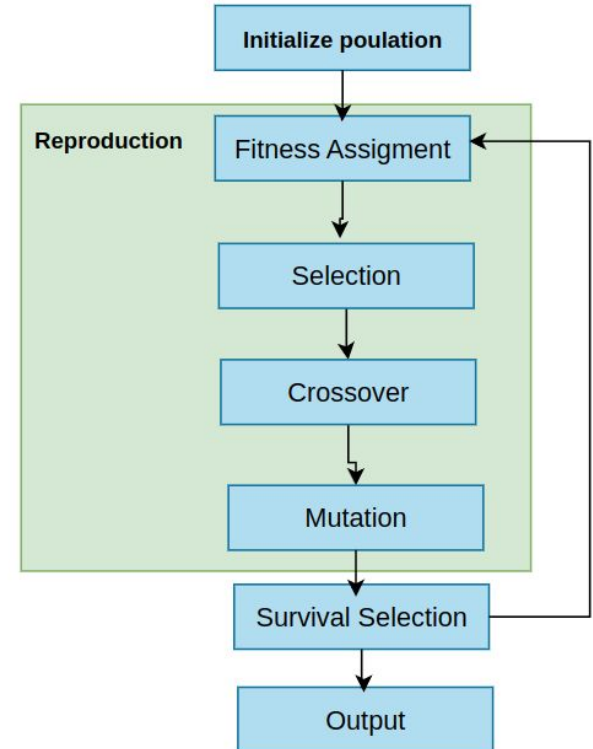 Initialize poulation
Reproduction
Fitness Assigment
Selection
Crossover
Mutation
Survival Selection
Output